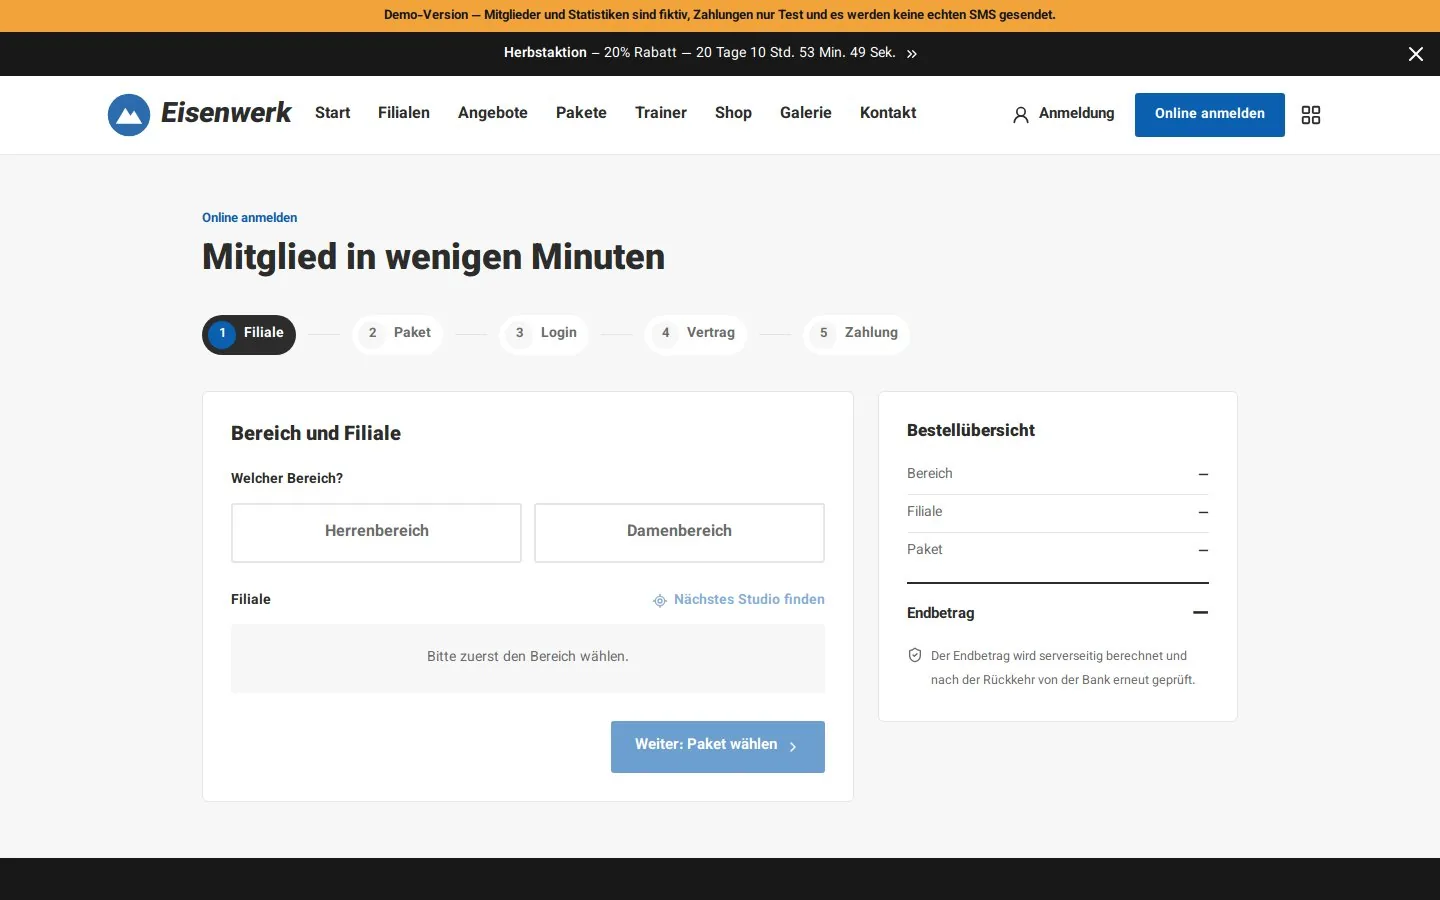 Demo-Version — Mitglieder und Statistiken sind fiktiv, Zahlungen nur Test und es werden keine echten SMS gesendet.
Herbstaktion – 20% Rabatt — 20 Tage 10 Std. 53 Min. 49 Sek.
Eisenwerk
Start
Filialen
Angebote
Pakete
Trainer
Shop
Galerie
Kontakt
Anmeldung
Online anmelden
Online anmelden
Mitglied in wenigen Minuten
1 Filiale
2 Paket
3 Login
4 Vertrag
5 Zahlung
Bereich und Filiale
Welcher Bereich?
Herrenbereich
Damenbereich
Filiale
Nächstes Studio finden
Bitte zuerst den Bereich wählen.
Weiter: Paket wählen
Bestellübersicht
Bereich –
Filiale –
Paket –
Endbetrag —
Der Endbetrag wird serverseitig berechnet und
nach der Rückkehr von der Bank erneut geprüft.